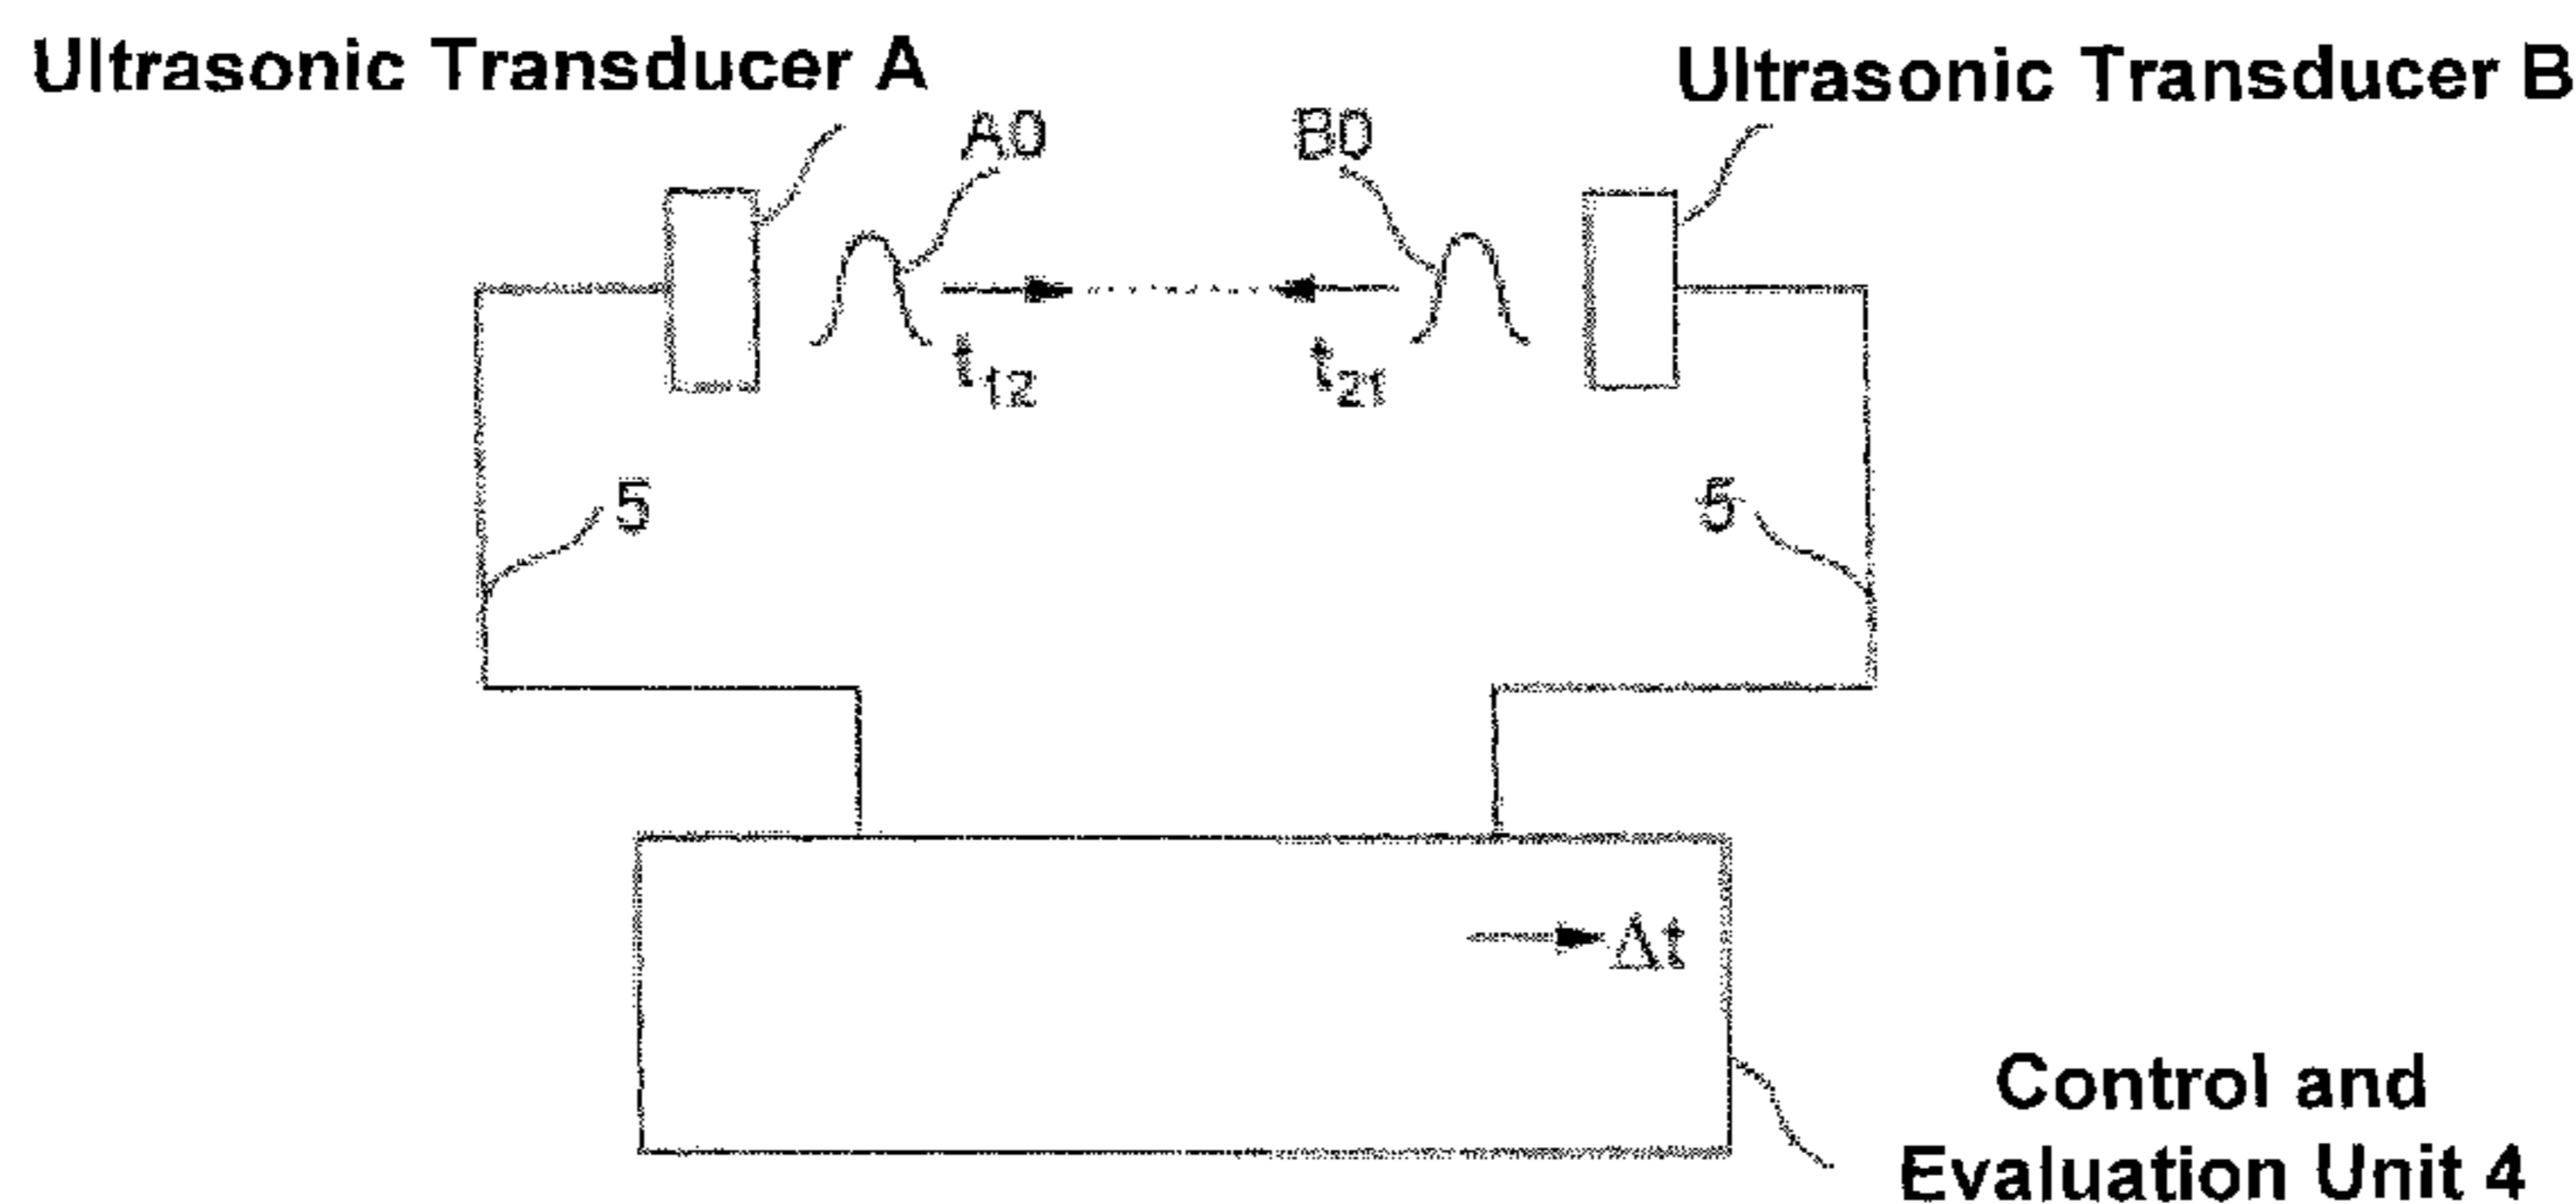 Ultrasonic Transducer A
Ultrasonic Transducer B
A0
B0
t12
t21
5
5
Δt
Control and
Evaluation Unit 4